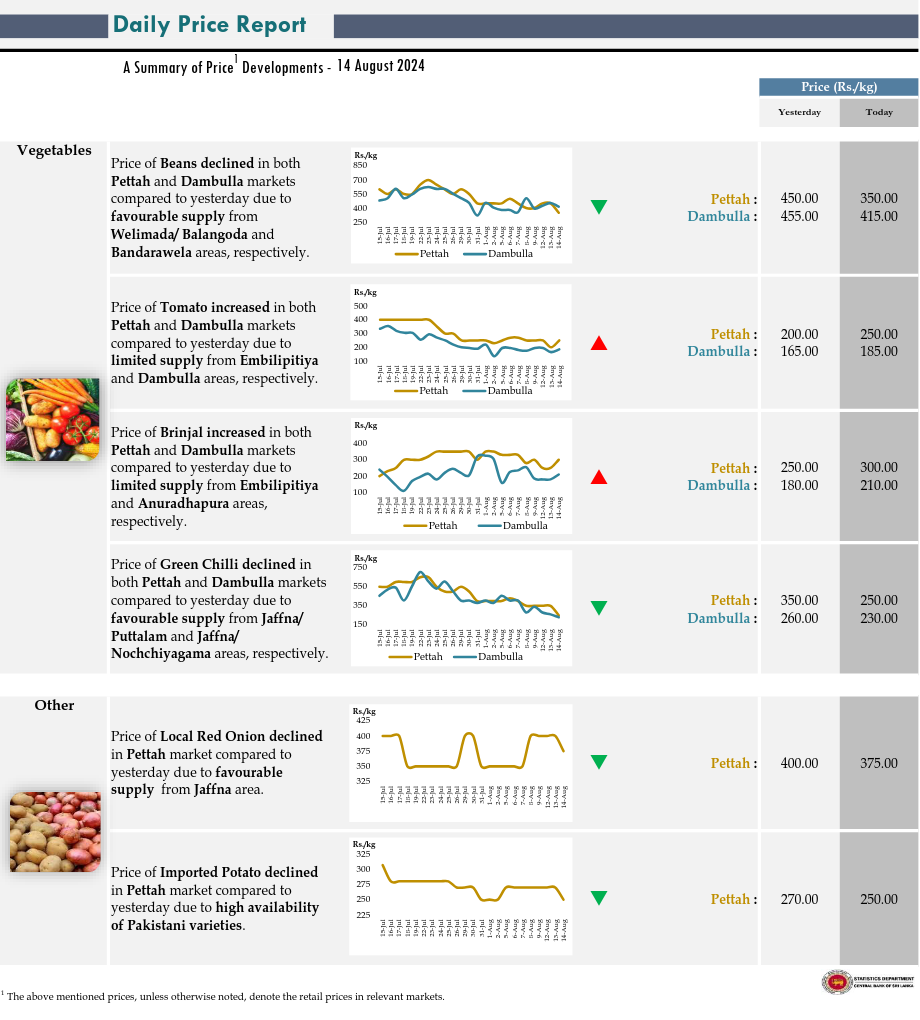 Daily Price Report
A Summary of Price1 Developments - 14 August 2024
Price (Rs./kg)
Yesterday Today
Vegetables
Price of Beans declined in both
Pettah and Dambulla markets
compared to yesterday due to
favourable supply from
Welimada/ Balangoda and
Bandarawela areas, respectively.
Rs./kg
850
700
550
400
250
15-Jul 16-Jul 17-Jul 18-Jul 19-Jul 22-Jul 23-Jul 24-Jul 25-Jul 26-Jul 29-Jul 30-Jul 31-Jul 1-Aug 2-Aug 5-Aug 6-Aug 7-Aug 8-Aug 9-Aug 12-Aug 13-Aug 14-Aug
Pettah Dambulla
Pettah : 450.00 350.00
Dambulla : 455.00 415.00
Price of Tomato increased in both
Pettah and Dambulla markets
compared to yesterday due to
limited supply from Embilipitiya
and Dambulla areas, respectively.
Rs./kg
500
400
300
200
100
15-Jul 16-Jul 17-Jul 18-Jul 19-Jul 22-Jul 23-Jul 24-Jul 25-Jul 26-Jul 29-Jul 30-Jul 31-Jul 1-Aug 2-Aug 5-Aug 6-Aug 7-Aug 8-Aug 9-Aug 12-Aug 13-Aug 14-Aug
Pettah Dambulla
Pettah : 200.00 250.00
Dambulla : 165.00 185.00
Price of Brinjal increased in both
Pettah and Dambulla markets
compared to yesterday due to
limited supply from Embilipitiya
and Anuradhapura areas,
respectively.
Rs./kg
400
300
200
100
15-Jul 16-Jul 17-Jul 18-Jul 19-Jul 22-Jul 23-Jul 24-Jul 25-Jul 26-Jul 29-Jul 30-Jul 31-Jul 1-Aug 2-Aug 5-Aug 6-Aug 7-Aug 8-Aug 9-Aug 12-Aug 13-Aug 14-Aug
Pettah Dambulla
Pettah : 250.00 300.00
Dambulla : 180.00 210.00
Price of Green Chilli declined in
both Pettah and Dambulla markets
compared to yesterday due to
favourable supply from Jaffna/
Puttalam and Jaffna/
Nochchiyagama areas, respectively.
Rs./kg
750
550
350
150
15-Jul 16-Jul 17-Jul 18-Jul 19-Jul 22-Jul 23-Jul 24-Jul 25-Jul 26-Jul 29-Jul 30-Jul 31-Jul 1-Aug 2-Aug 5-Aug 6-Aug 7-Aug 8-Aug 9-Aug 12-Aug 13-Aug 14-Aug
Pettah Dambulla
Pettah : 350.00 250.00
Dambulla : 260.00 230.00
Other
Price of Local Red Onion declined
in Pettah market compared to
yesterday due to favourable
supply from Jaffna area.
Rs./kg
425
400
375
350
325
15-Jul 16-Jul 17-Jul 18-Jul 19-Jul 22-Jul 23-Jul 24-Jul 25-Jul 26-Jul 29-Jul 30-Jul 31-Jul 1-Aug 2-Aug 5-Aug 6-Aug 7-Aug 8-Aug 9-Aug 12-Aug 13-Aug 14-Aug
Pettah : 400.00 375.00
Price of Imported Potato declined
in Pettah market compared to
yesterday due to high availability
of Pakistani varieties.
Rs./kg
325
300
275
250
225
15-Jul 16-Jul 17-Jul 18-Jul 19-Jul 22-Jul 23-Jul 24-Jul 25-Jul 26-Jul 29-Jul 30-Jul 31-Jul 1-Aug 2-Aug 5-Aug 6-Aug 7-Aug 8-Aug 9-Aug 12-Aug 13-Aug 14-Aug
Pettah : 270.00 250.00
STATISTICS DEPARTMENT
CENTRAL BANK OF SRI LANKA
1 The above mentioned prices, unless otherwise noted, denote the retail prices in relevant markets.